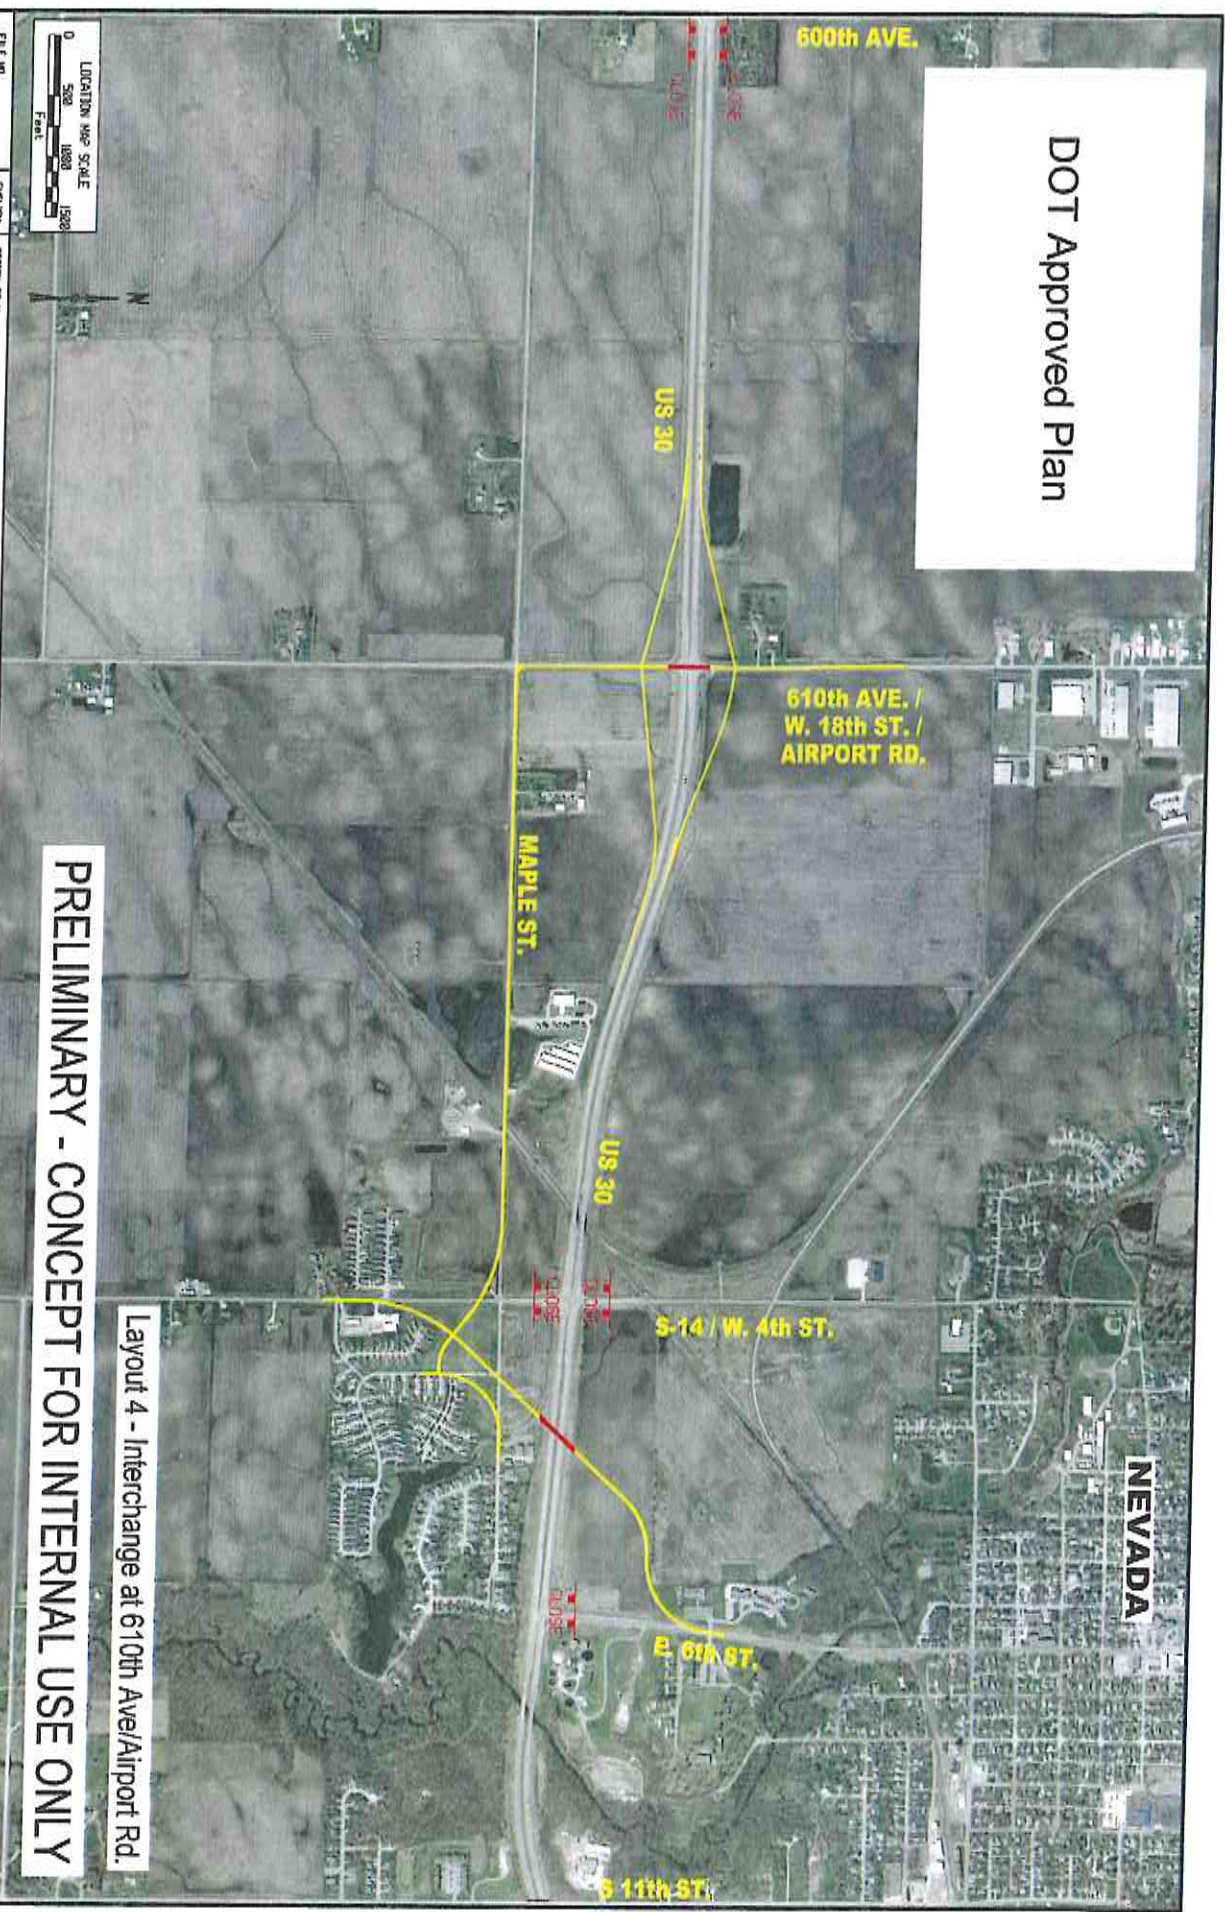 600th AVE.
DOT Approved Plan
CLOSE
CLOSE
US 30
610th AVE. /
W. 18th ST. /
AIRPORT RD.
MAPLE ST.
US 30
CLOSE
CLOSE
S-14 / W. 4th ST.
NEVADA
CLOSE
E. 6th ST.
S 11th ST.
LOCATION MAP SCALE
0 500 1000 1500
Feet
N
Layout 4 - Interchange at 610th Ave/Airport Rd.
PRELIMINARY - CONCEPT FOR INTERNAL USE ONLY
FILE NO.